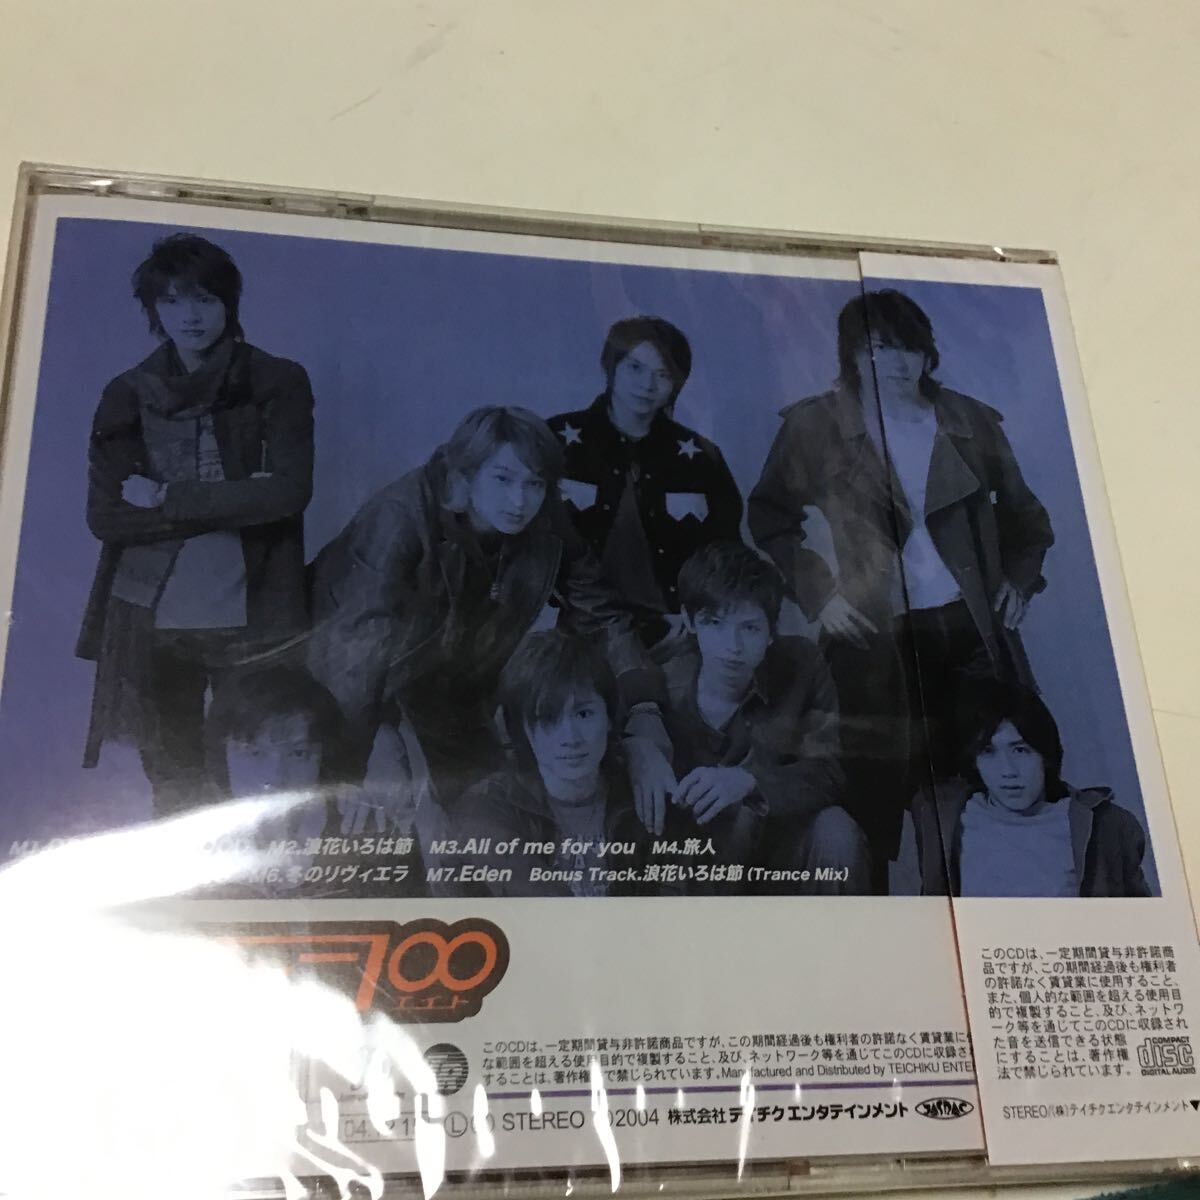 M2.浪花いろは節 M3.All of me for you M4.旅人
M6.冬のリヴィエラ M7.Eden Bonus Track.浪花いろは節(Trance Mix)
エイト
このCDは、一定期間貸与非許諾商品ですが、この期間経過後も権利者の許諾なく賃貸業に使
な範囲を超える使用目的で複製すること、及び、ネットワーク等を通じてこのCDに収録され
することは、著作権法で禁じられています。Manufactured and Distributed by TEICHIKU ENTE
STEREO 2004 株式会社テイチクエンタテインメント JASRAC
このCDは、一定期間貸与非許諾商
品ですが、この期間経過後も権利者
の許諾なく賃貸業に使用すること、
また、個人的な範囲を超える使用目
的で複製すること、及び、ネットワ
ーク等を通じてこのCDに収録され
た音を送信できる状態
にすることは、著作権
法で禁じられています。
COMPACT
disc
DIGITAL AUDIO
STEREO/(株)テイチクエンタテインメント▼